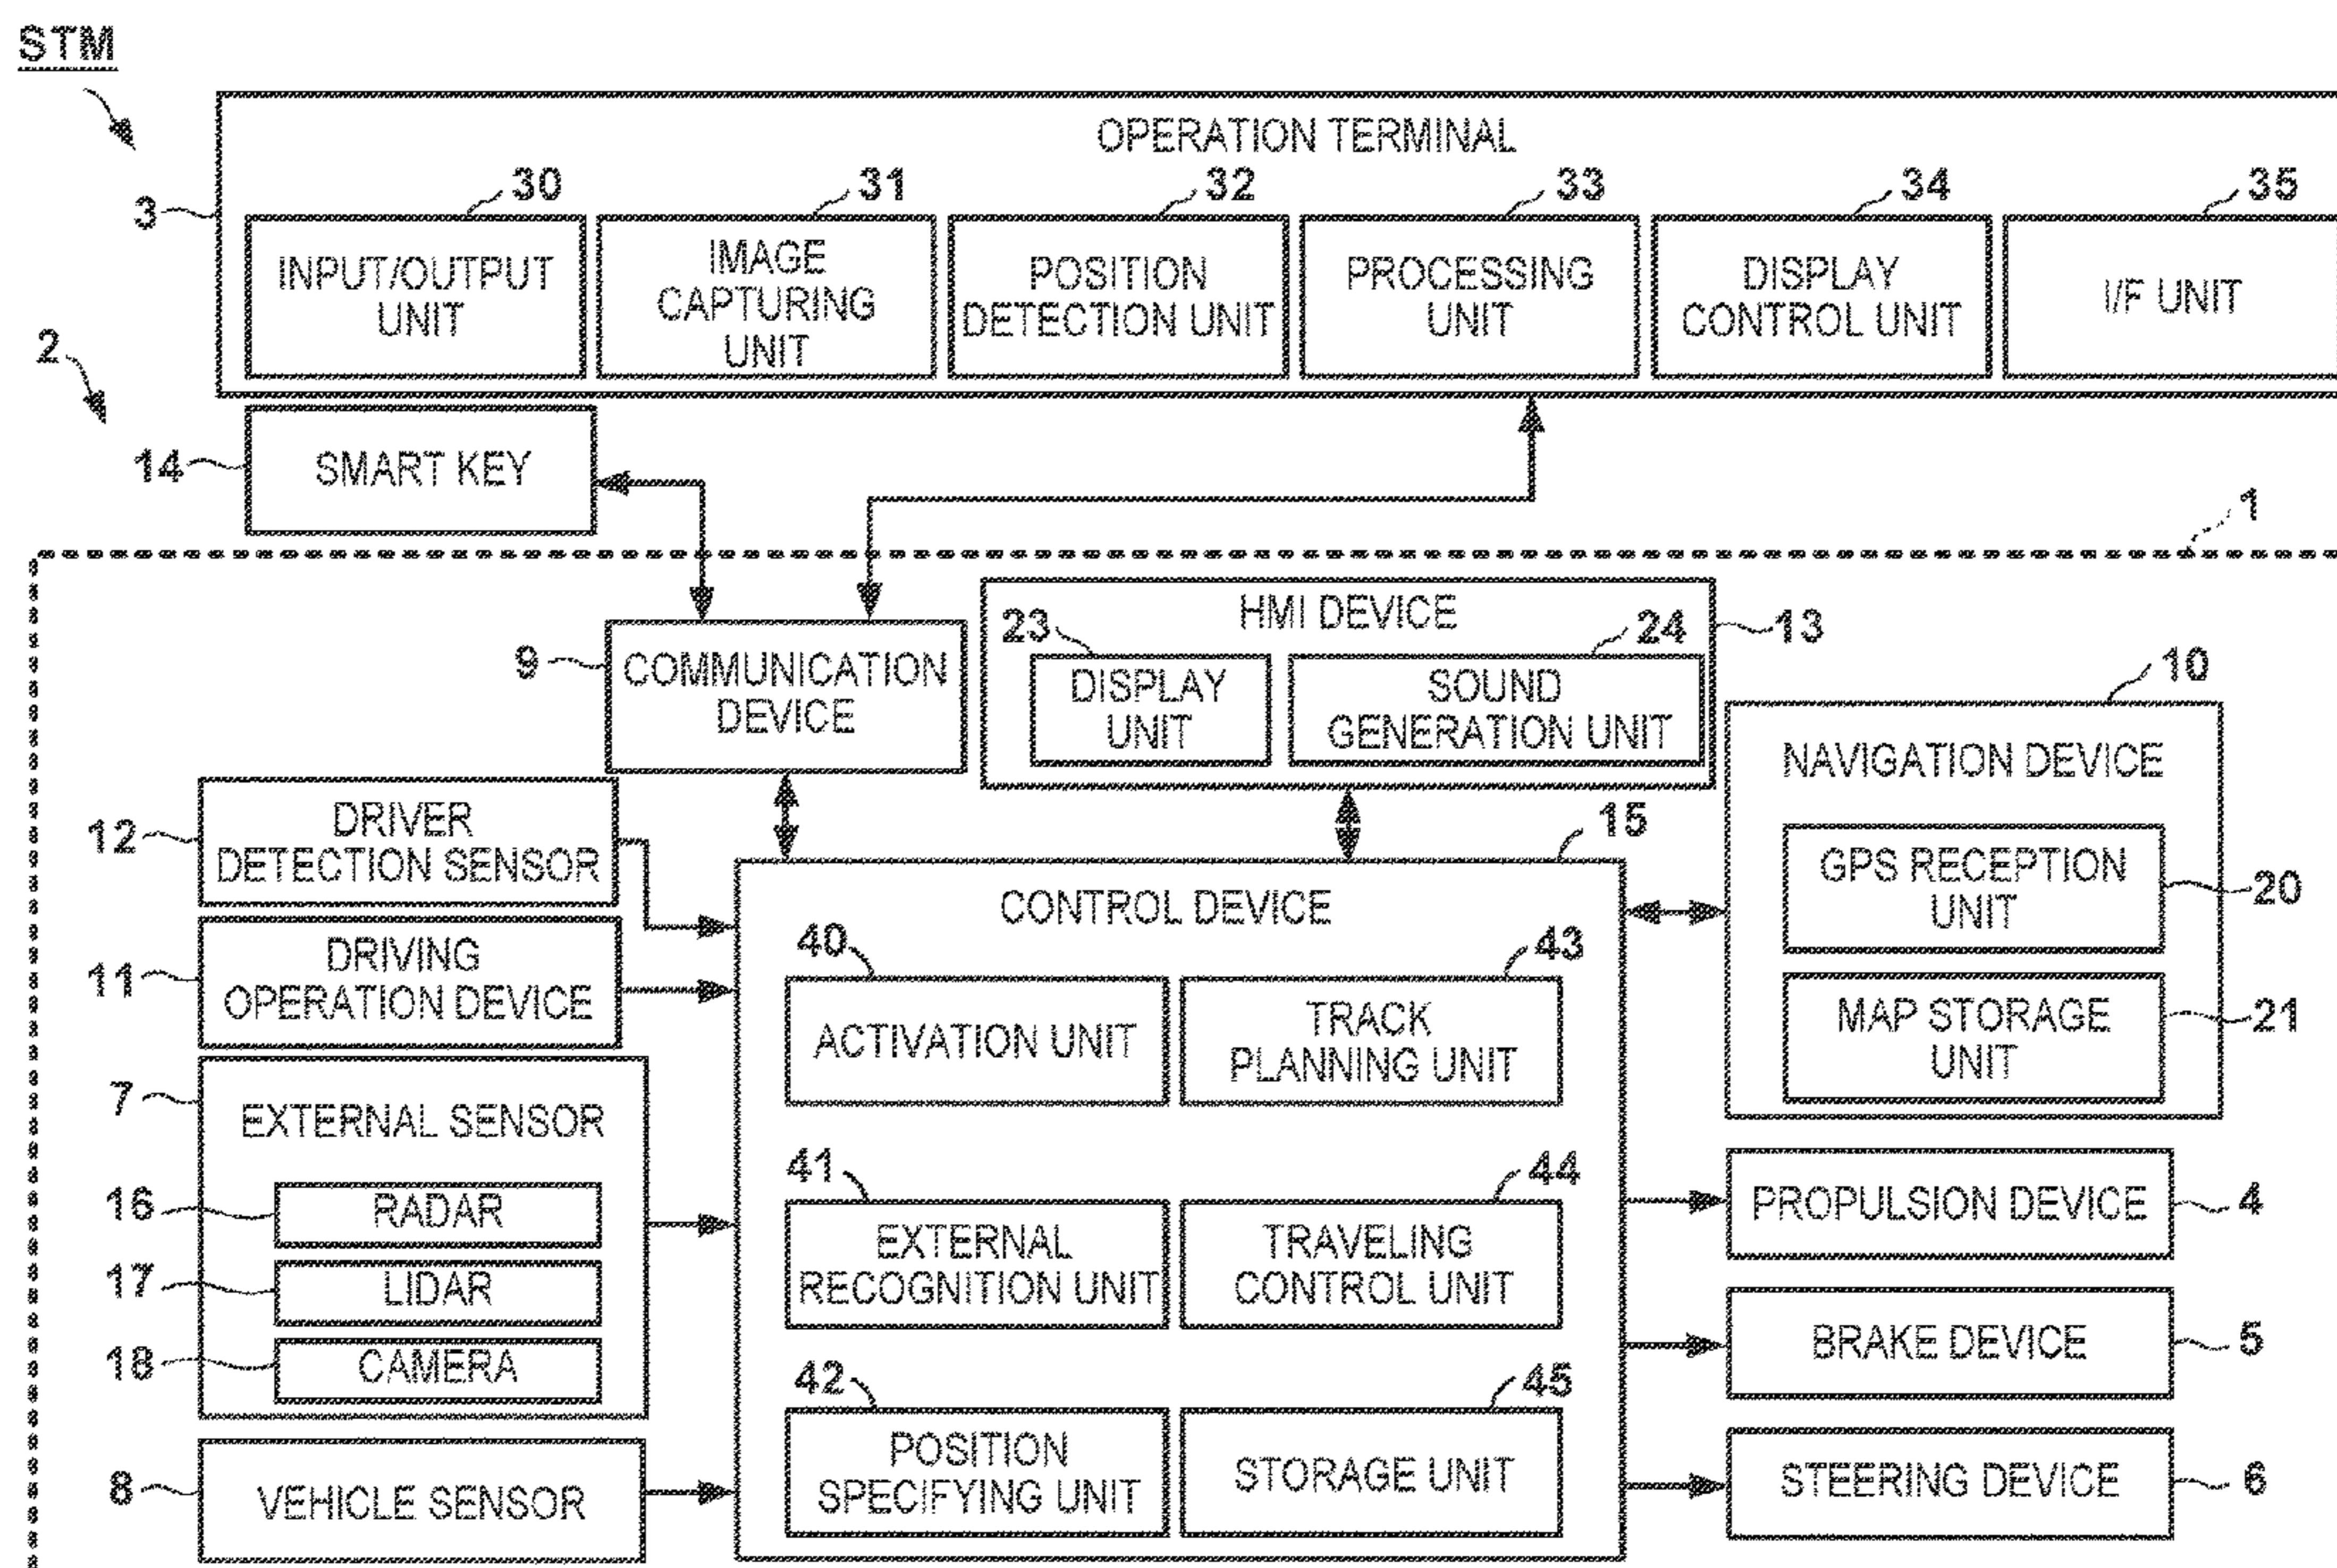 STM
OPERATION TERMINAL
3
30
31
32
33
34
35
INPUT/OUTPUT
UNIT
IMAGE
CAPTURING
UNIT
POSITION
DETECTION UNIT
PROCESSING
UNIT
DISPLAY
CONTROL UNIT
I/F UNIT
2
14
SMART KEY
1
9
COMMUNICATION
DEVICE
HMI DEVICE
13
23
DISPLAY
UNIT
24
SOUND
GENERATION UNIT
10
NAVIGATION DEVICE
GPS RECEPTION
UNIT
20
MAP STORAGE
UNIT
21
12
DRIVER
DETECTION SENSOR
11
DRIVING
OPERATION DEVICE
7
EXTERNAL SENSOR
16
RADAR
17
LIDAR
18
CAMERA
8
VEHICLE SENSOR
15
CONTROL DEVICE
40
ACTIVATION UNIT
43
TRACK
PLANNING UNIT
41
EXTERNAL
RECOGNITION UNIT
44
TRAVELING
CONTROL UNIT
42
POSITION
SPECIFYING UNIT
45
STORAGE UNIT
PROPULSION DEVICE
4
BRAKE DEVICE
5
STEERING DEVICE
6